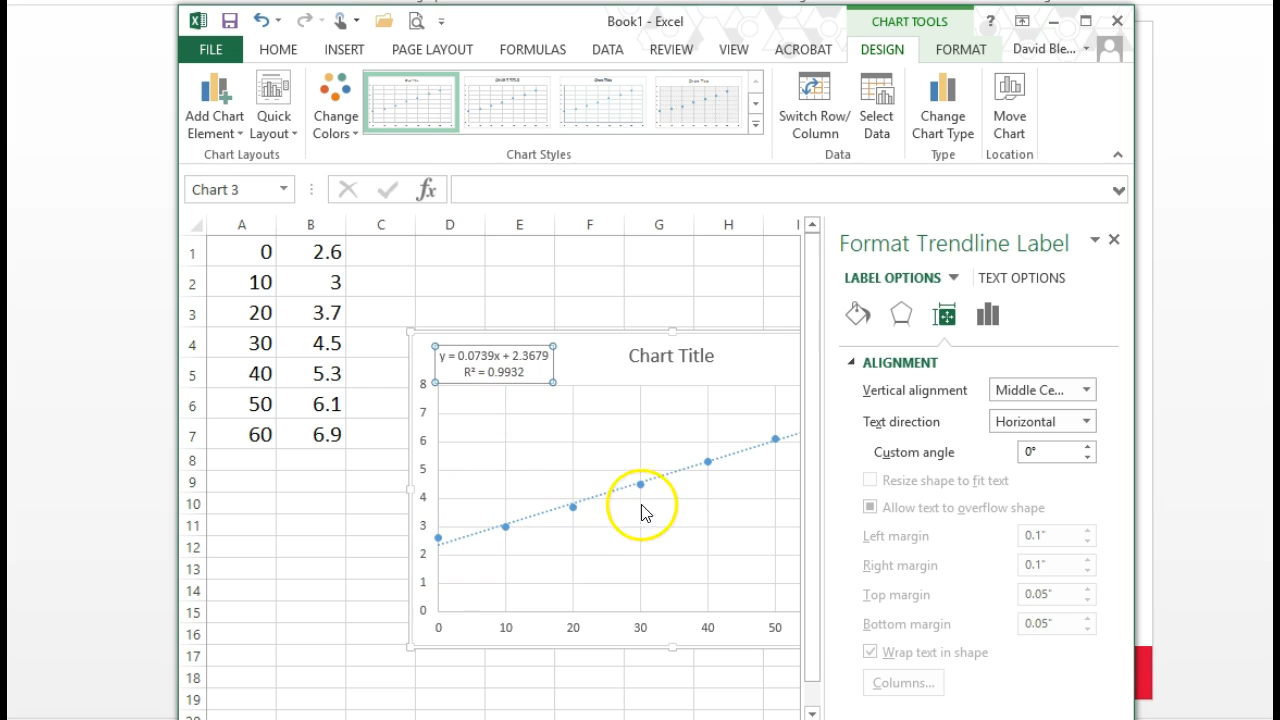 Book1 - Excel
CHART TOOLS
?
FILE HOME INSERT PAGE LAYOUT FORMULAS DATA REVIEW VIEW ACROBAT DESIGN FORMAT David Ble...
Add Chart Element
Quick Layout
Change Colors
Switch Row/ Column
Select Data
Change Chart Type
Move Chart
Chart Layouts
Chart Styles
Data
Type
Location
Chart 3
fx
A B C D E F G H I
1 0 2.6
2 10 3
3 20 3.7
4 30 4.5
5 40 5.3
6 50 6.1
7 60 6.9
8
9
10
11
12
13
14
15
16
17
18
19
y = 0.0739x + 2.3679
R² = 0.9932
Chart Title
8
7
6
5
4
3
2
1
0
0 10 20 30 40 50
Format Trendline Label
LABEL OPTIONS TEXT OPTIONS
ALIGNMENT
Vertical alignment Middle Ce...
Text direction Horizontal
Custom angle 0°
Resize shape to fit text
Allow text to overflow shape
Left margin 0.1"
Right margin 0.1"
Top margin 0.05"
Bottom margin 0.05"
Wrap text in shape
Columns...